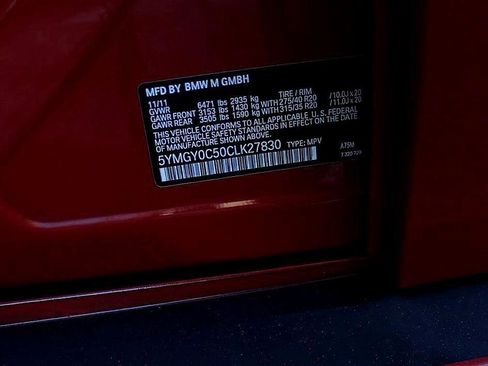 MFD BY BMW M GMBH
11/11
GVWR 6471 lbs 2935 kg TIRE / RIM
GAWR FRONT 3153 lbs 1430 kg WITH 275/40 R20 /10.0J x 20
GAWR REAR 3505 lbs 1590 kg WITH 315/35 R20 /11.0J x 20
THIS VEHICLE CONFORMS TO ALL APPLICABLE U.S. FEDERAL
MOTOR VEHICLE SAFETY STANDARDS IN EFFECT ON THE DATE
OF MANUFACTURE SHOWN ABOVE.
5YMGY0C50CLK27830 TYPE: MPV